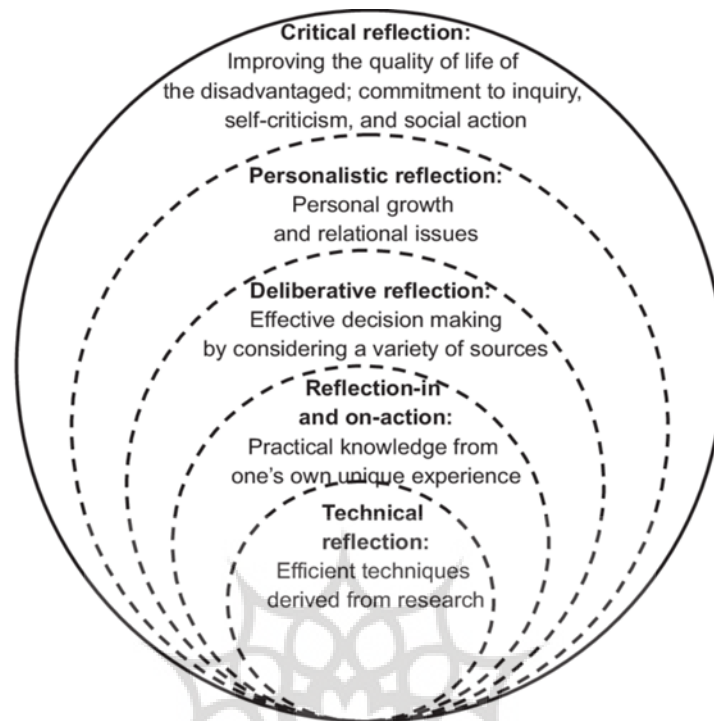 Critical reflection:
Improving the quality of life of
the disadvantaged; commitment to inquiry,
self-criticism, and social action
Personalistic reflection:
Personal growth
and relational issues
Deliberative reflection:
Effective decision making
by considering a variety of sources
Reflection-in
and on-action:
Practical knowledge from
one's own unique experience
Technical
reflection:
Efficient techniques
derived from research